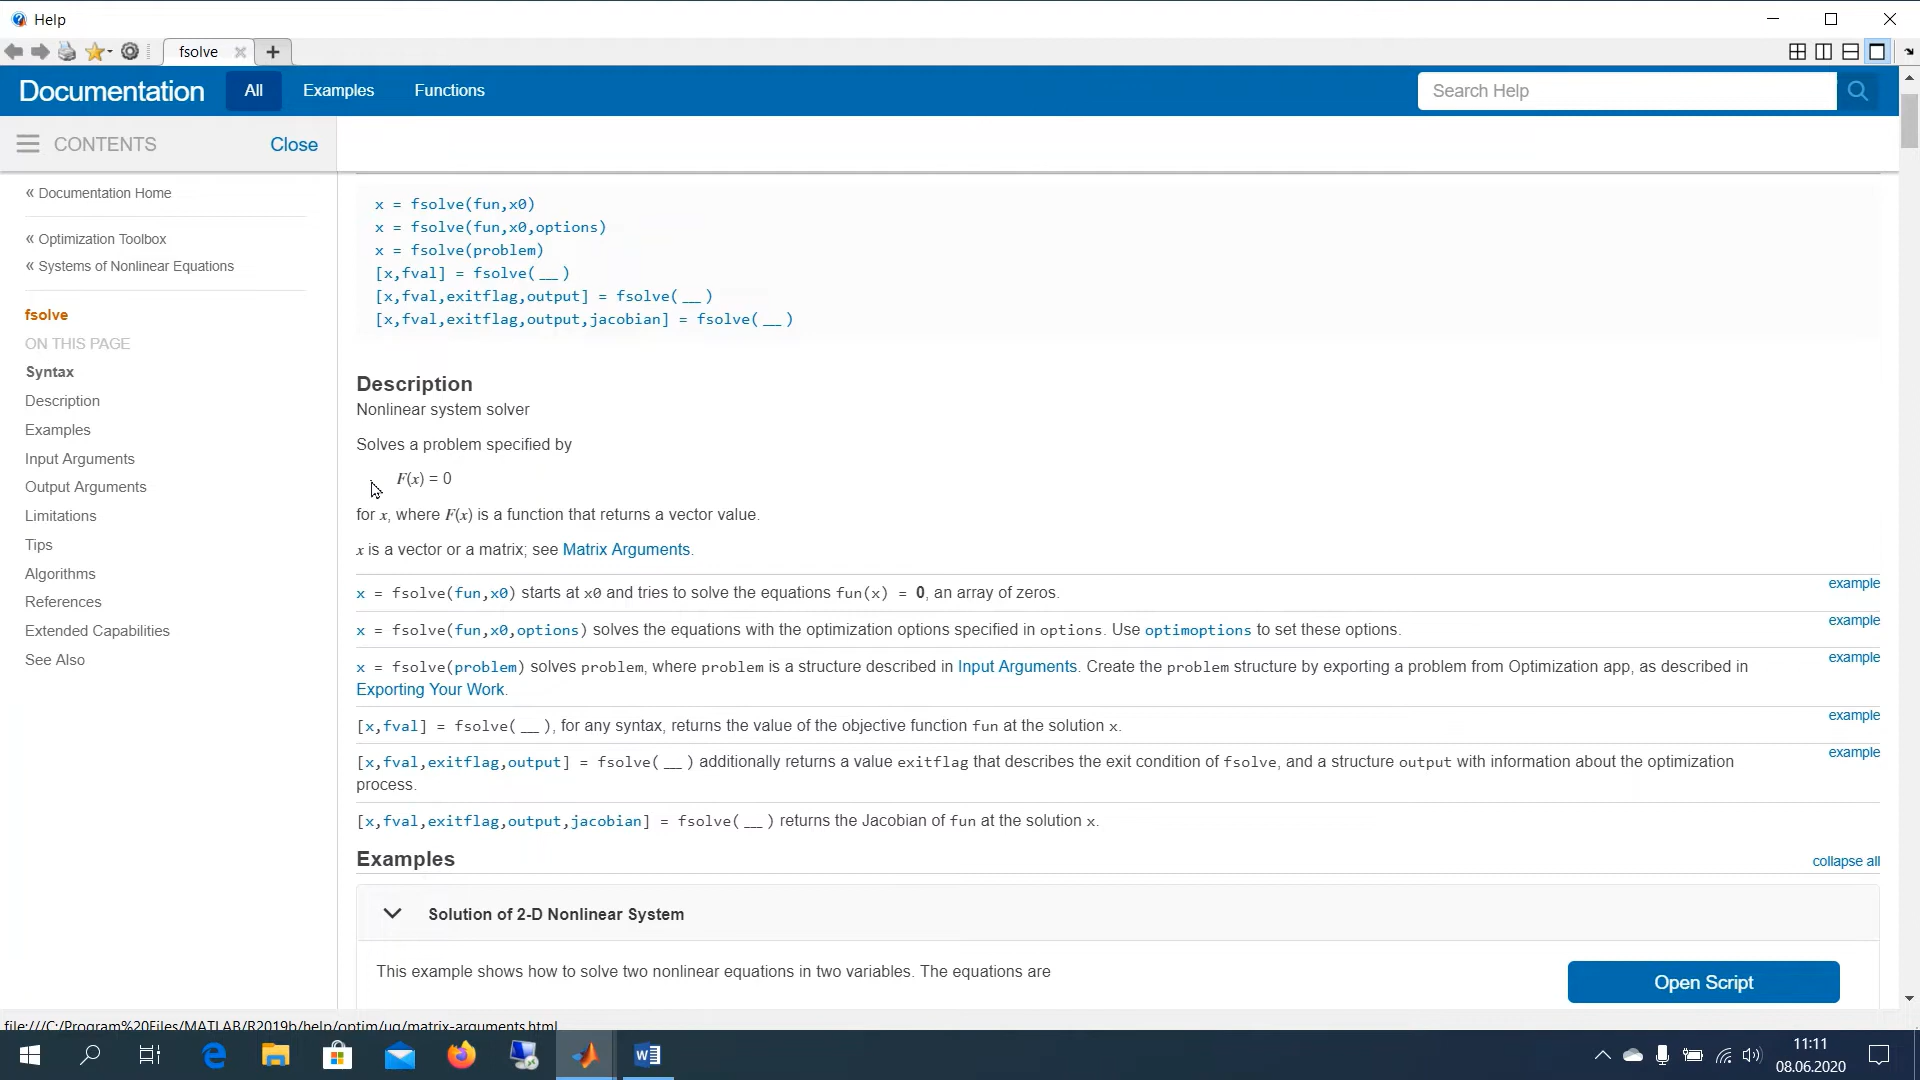 Help
fsolve
Documentation All Examples Functions Search Help
CONTENTS Close
« Documentation Home
« Optimization Toolbox
« Systems of Nonlinear Equations
fsolve
ON THIS PAGE
Syntax
Description
Examples
Input Arguments
Output Arguments
Limitations
Tips
Algorithms
References
Extended Capabilities
See Also
x = fsolve(fun,x0)
x = fsolve(fun,x0,options)
x = fsolve(problem)
[x,fval] = fsolve(__)
[x,fval,exitflag,output] = fsolve(__)
[x,fval,exitflag,output,jacobian] = fsolve(__)
Description
Nonlinear system solver
Solves a problem specified by
F(x) = 0
for x, where F(x) is a function that returns a vector value.
x is a vector or a matrix; see Matrix Arguments.
x = fsolve(fun,x0) starts at x0 and tries to solve the equations fun(x) = 0, an array of zeros.
example
x = fsolve(fun,x0,options) solves the equations with the optimization options specified in options. Use optimoptions to set these options.
example
x = fsolve(problem) solves problem, where problem is a structure described in Input Arguments. Create the problem structure by exporting a problem from Optimization app, as described in
Exporting Your Work.
example
[x,fval] = fsolve(__), for any syntax, returns the value of the objective function fun at the solution x.
example
[x,fval,exitflag,output] = fsolve(__) additionally returns a value exitflag that describes the exit condition of fsolve, and a structure output with information about the optimization
process.
example
[x,fval,exitflag,output,jacobian] = fsolve(__) returns the Jacobian of fun at the solution x.
Examples
collapse all
Solution of 2-D Nonlinear System
This example shows how to solve two nonlinear equations in two variables. The equations are
Open Script
file:///C:/Program%20Files/MATLAB/R2019b/help/optim/ug/matrix-arguments.html
11:11
08.06.2020